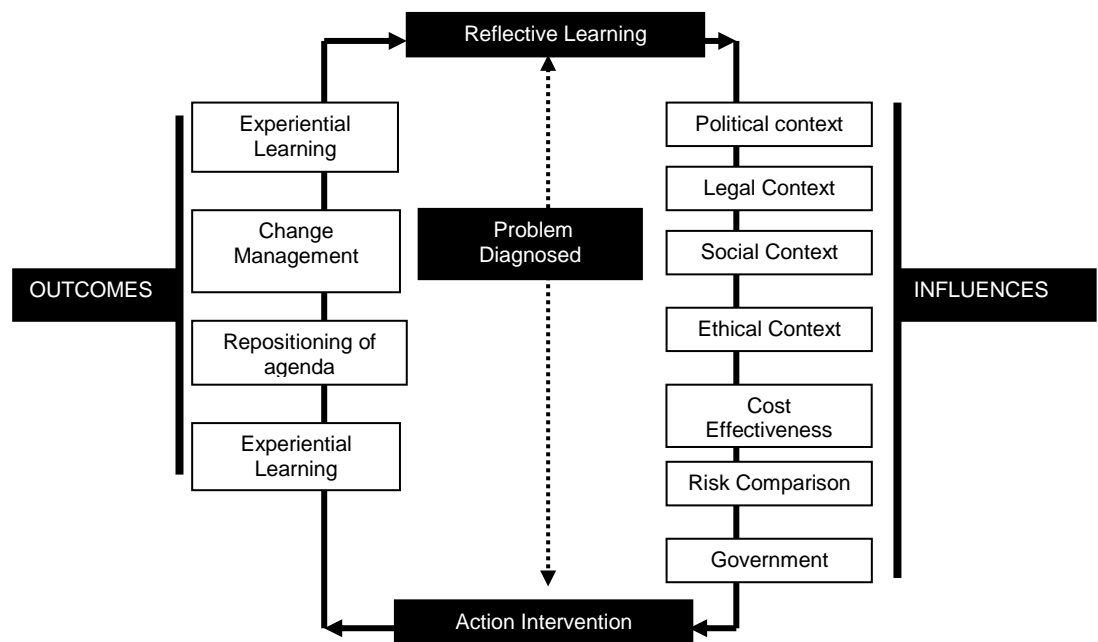 Reflective Learning
Experiential
Learning
Change
Management
Repositioning of
agenda
Experiential
Learning
OUTCOMES
Problem
Diagnosed
Political context
Legal Context
Social Context
Ethical Context
Cost
Effectiveness
Risk Comparison
Government
INFLUENCES
Action Intervention